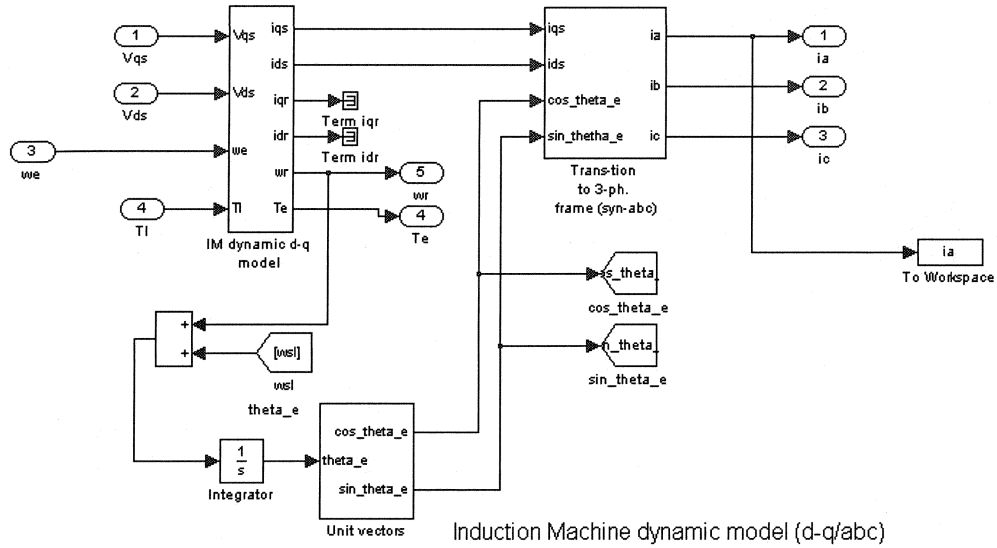 1
Vqs
2
Vds
3
we
4
Tl
Vqs
Vds
we
Tl
iqs
ids
iqr
idr
wr
Te
IM dynamic d-q
model
Term iqr
Term idr
5
wr
4
Te
iqs
ids
cos_theta_e
sin_thetha_e
ia
ib
ic
Trans-tion
to 3-ph.
frame (syn-abc)
1
ia
2
ib
3
ic
ia
To Workspace
s_theta_
cos_theta_e
n_theta_
sin_theta_e
+
+
[wsl]
wsl
theta_e
1
s
Integrator
theta_e
cos_theta_e
sin_theta_e
Unit vectors
Induction Machine dynamic model (d-q/abc)